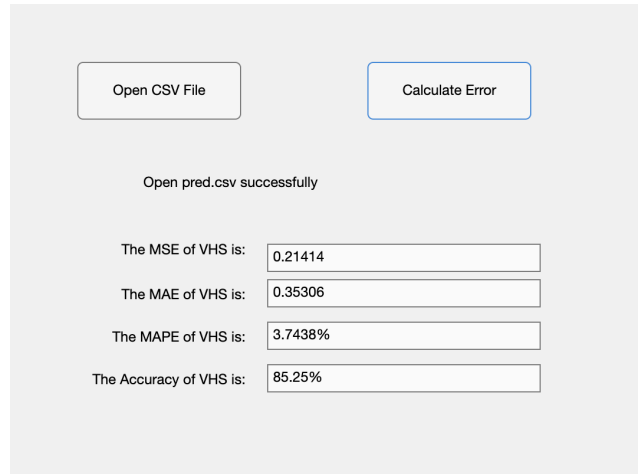 Open CSV File
Calculate Error
Open pred.csv successfully
The MSE of VHS is: 0.21414
The MAE of VHS is: 0.35306
The MAPE of VHS is: 3.7438%
The Accuracy of VHS is: 85.25%